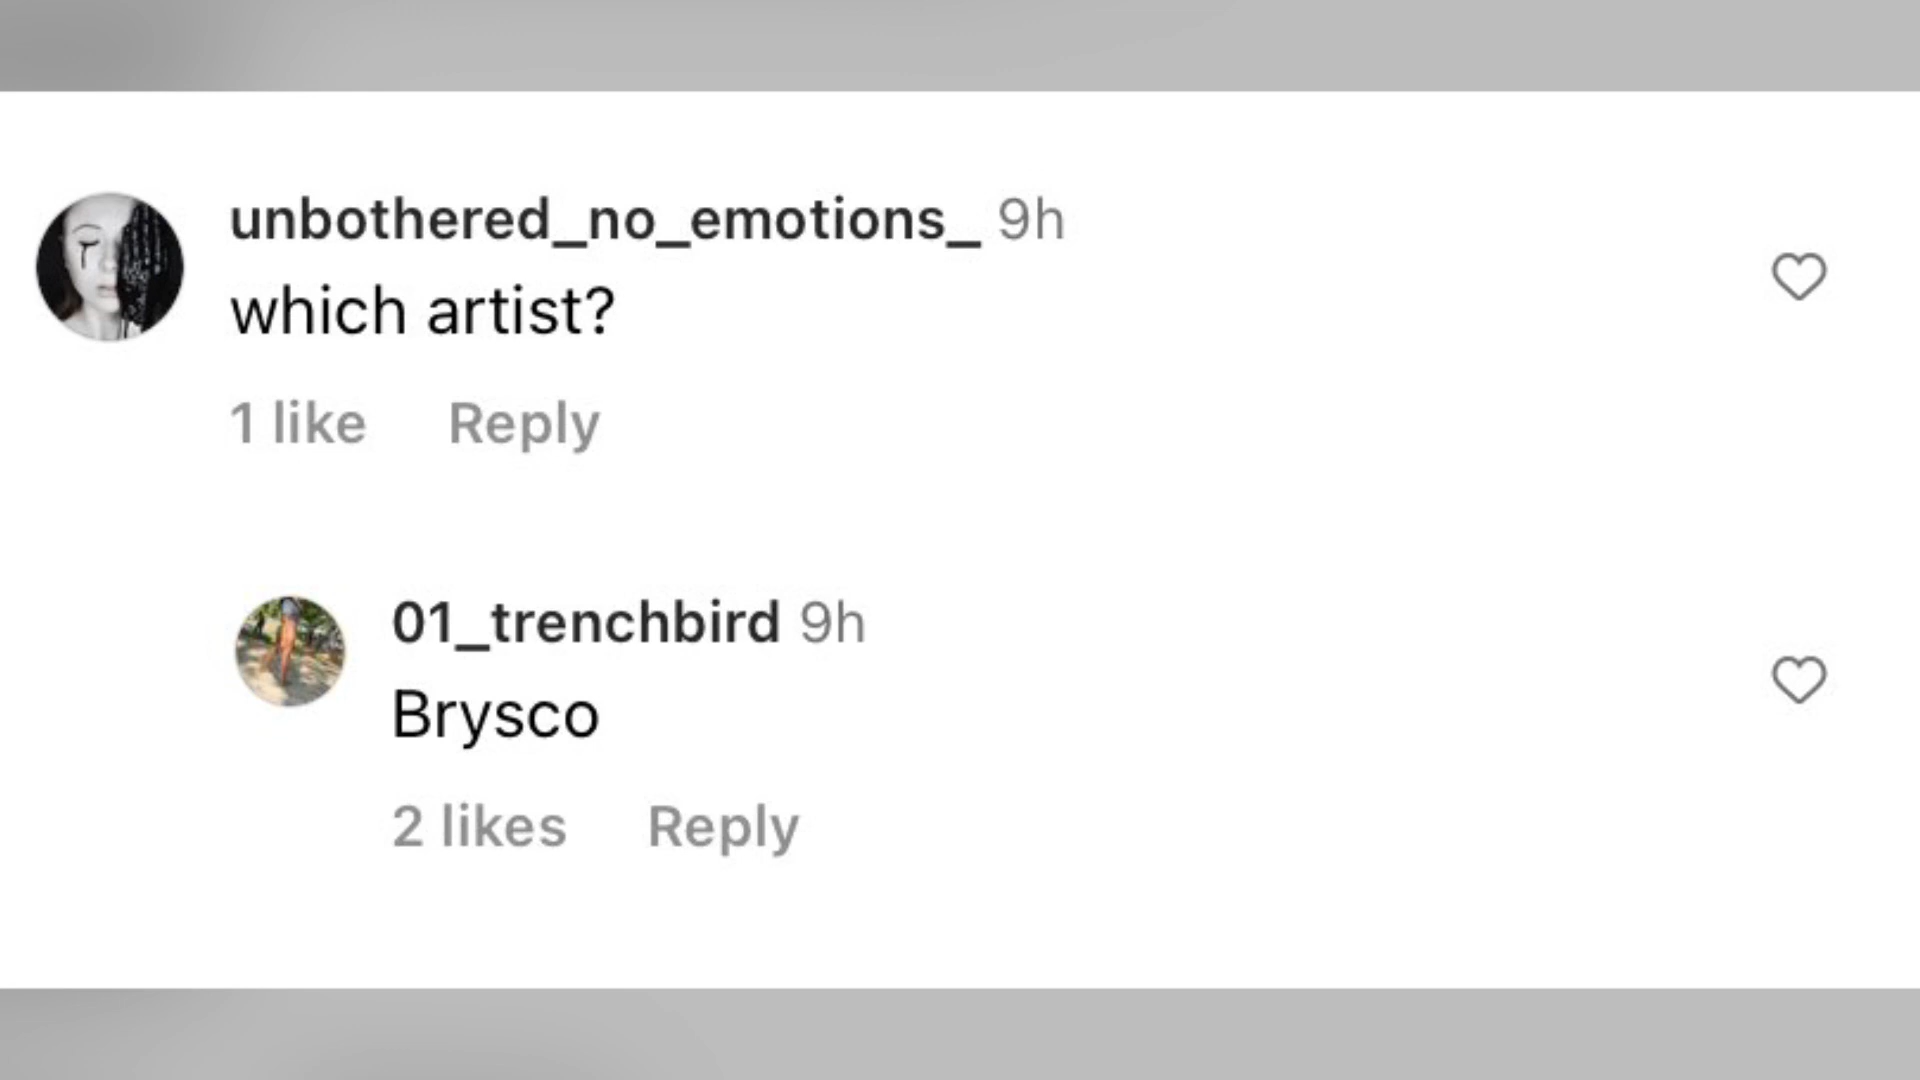 unbothered_no_emotions_ 9h
which artist?
1 like Reply
01_trenchbird 9h
Brysco
2 likes Reply